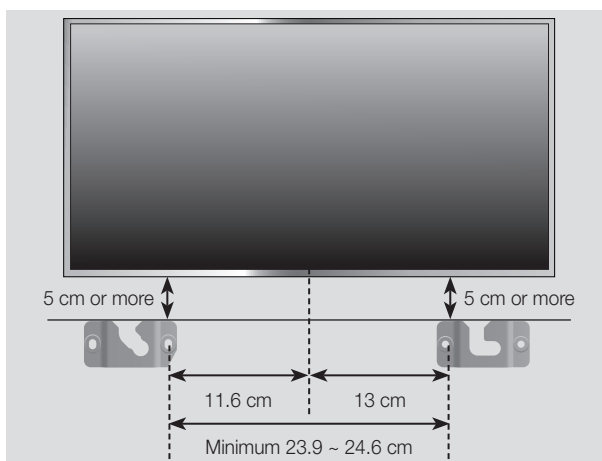 5 cm or more
5 cm or more
11.6 cm
13 cm
Minimum 23.9 ~ 24.6 cm